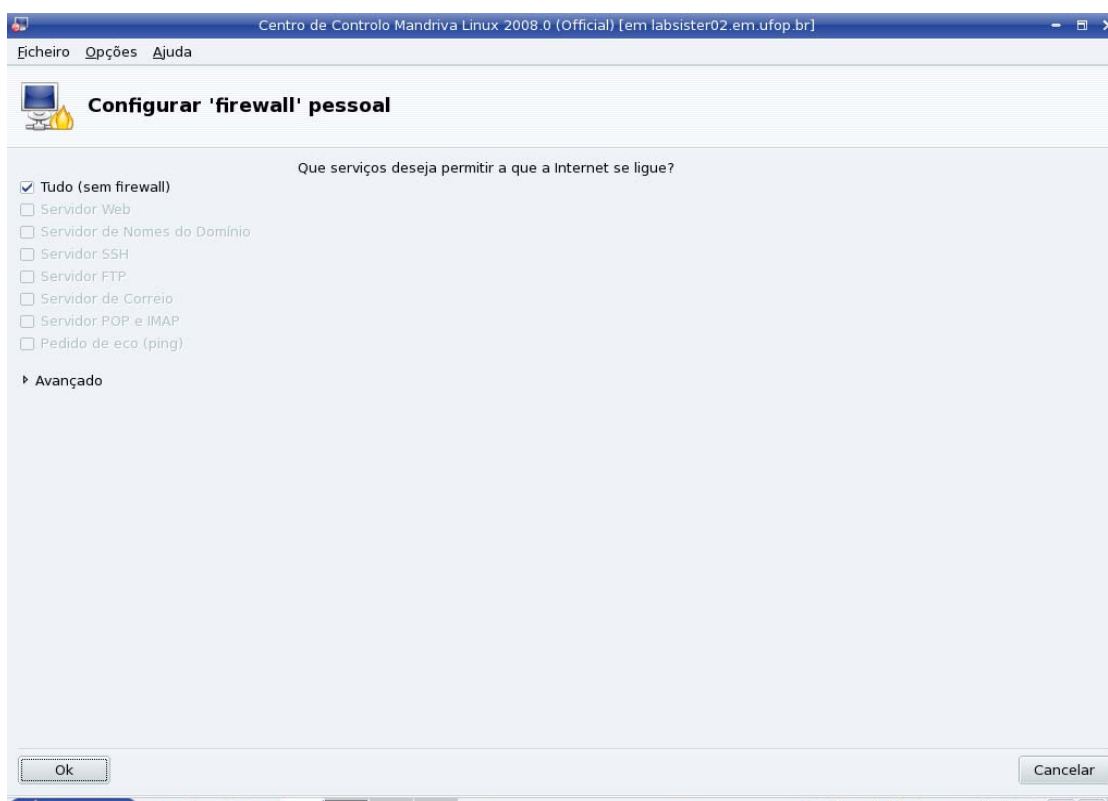 Centro de Controlo Mandriva Linux 2008.0 (Official) [em labsister02.em.ufop.br]
Ficheiro Opções Ajuda
Configurar 'firewall' pessoal
Que serviços deseja permitir a que a Internet se ligue?
Tudo (sem firewall)
Servidor Web
Servidor de Nomes do Domínio
Servidor SSH
Servidor FTP
Servidor de Correio
Servidor POP e IMAP
Pedido de eco (ping)
Avançado
Ok Cancelar